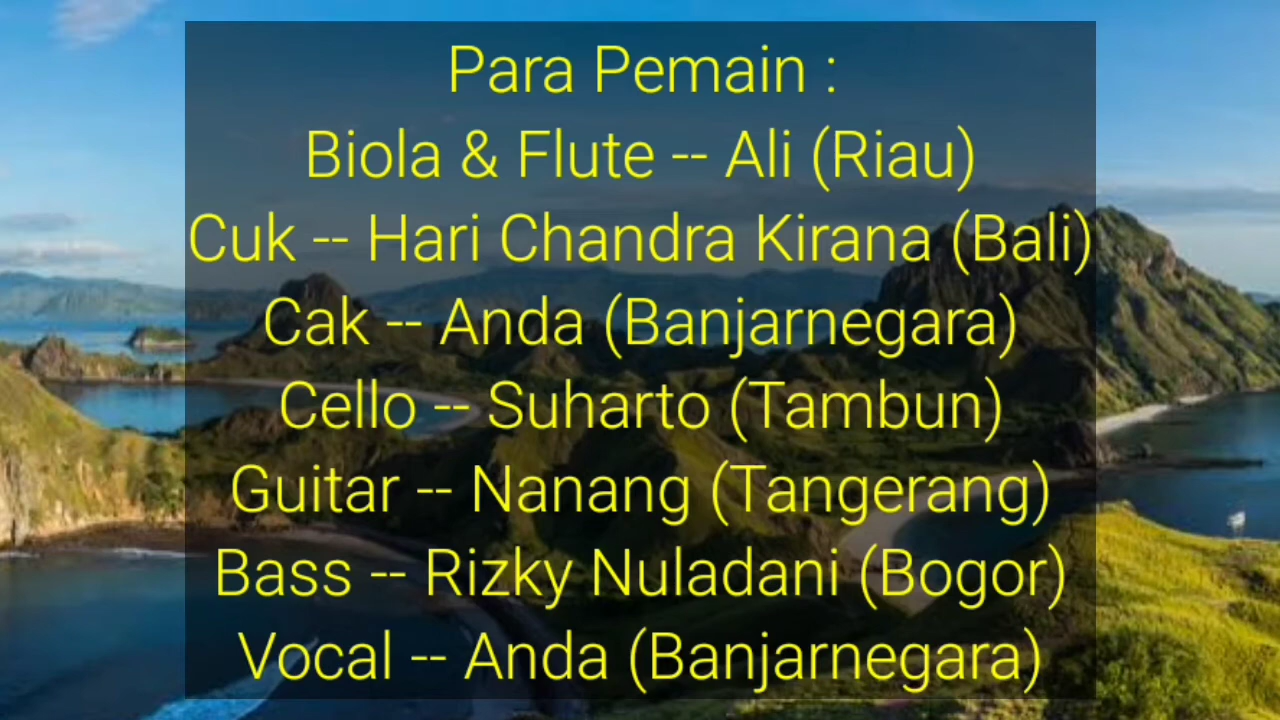 Para Pemain :
Biola & Flute -- Ali (Riau)
Cuk -- Hari Chandra Kirana (Bali)
Cak -- Anda (Banjarnegara)
Cello -- Suharto (Tambun)
Guitar -- Nanang (Tangerang)
Bass -- Rizky Nuladani (Bogor)
Vocal -- Anda (Banjarnegara)